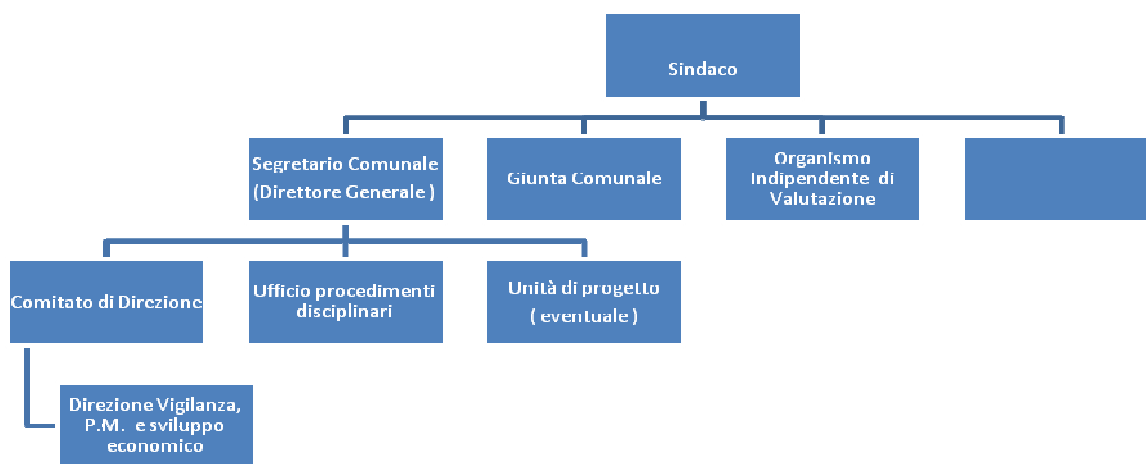 Sindaco
Segretario Comunale
(Direttore Generale )
Giunta Comunale
Organismo
Indipendente  di
Valutazione
Comitato di Direzione
Ufficio procedimenti
disciplinari
Unità di progetto
( eventuale )
Direzione Vigilanza,
P.M.  e sviluppo
economico